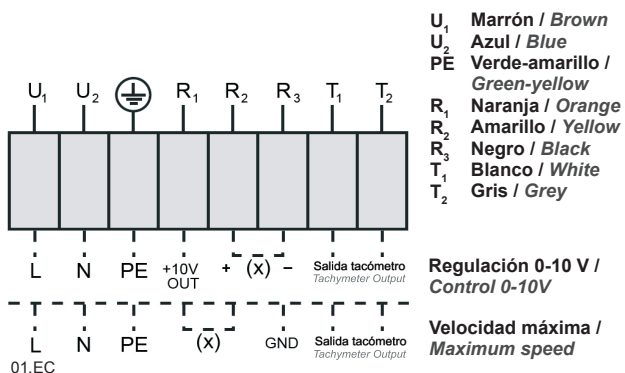 U₁ U₂ R₁ R₂ R₃ T₁ T₂
L N PE +10V OUT + (x) – Salida tacómetro
Tachymeter Output
L N PE (x) GND Salida tacómetro
Tachymeter Output
01.EC
U₁ Marrón / Brown
U₂ Azul / Blue
PE Verde-amarillo /
Green-yellow
R₁ Naranja / Orange
R₂ Amarillo / Yellow
R₃ Negro / Black
T₁ Blanco / White
T₂ Gris / Grey
Regulación 0-10 V /
Control 0-10V
Velocidad máxima /
Maximum speed